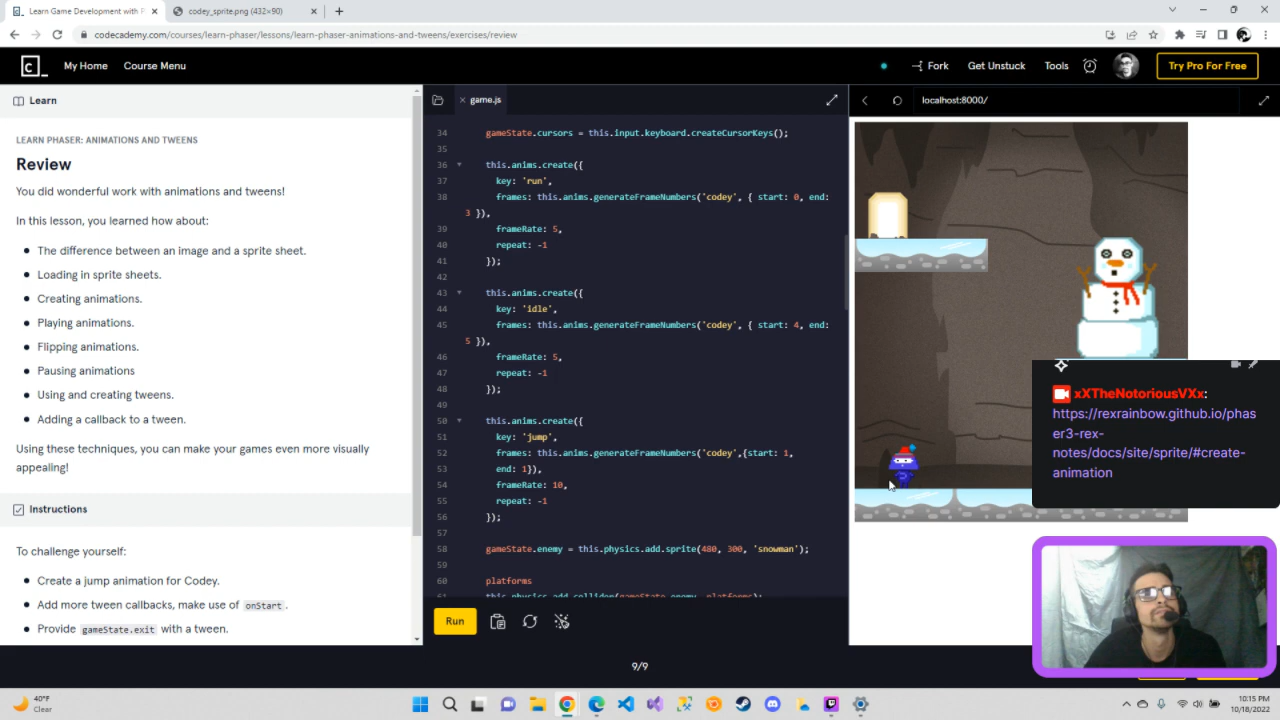 Learn Game Development with P
codey_sprite.png (432×90)
codecademy.com/courses/learn-phaser/lessons/learn-phaser-animations-and-tweens/exercises/review
My Home
Course Menu
Fork
Get Unstuck
Tools
Try Pro For Free
Learn
LEARN PHASER: ANIMATIONS AND TWEENS
Review
You did wonderful work with animations and tweens!
In this lesson, you learned how about:
The difference between an image and a sprite sheet.
Loading in sprite sheets.
Creating animations.
Playing animations.
Flipping animations.
Pausing animations
Using and creating tweens.
Adding a callback to a tween.
Using these techniques, you can make your games even more visually
appealing!
Instructions
To challenge yourself:
Create a jump animation for Codey.
Add more tween callbacks, make use of onStart.
Provide gameState.exit with a tween.
game.js
34 gameState.cursors = this.input.keyboard.createCursorKeys();
35
36 this.anims.create({
37 key: 'run',
38 frames: this.anims.generateFrameNumbers('codey', { start: 0, end:
3 }),
39 frameRate: 5,
40 repeat: -1
41 });
42
43 this.anims.create({
44 key: 'idle',
45 frames: this.anims.generateFrameNumbers('codey', { start: 4, end:
5 }),
46 frameRate: 5,
47 repeat: -1
48 });
49
50 this.anims.create({
51 key: 'jump',
52 frames: this.anims.generateFrameNumbers('codey',{start: 1,
53 end: 1}),
54 frameRate: 10,
55 repeat: -1
56 });
57
58 gameState.enemy = this.physics.add.sprite(480, 300, 'snowman');
59
60 platforms
61 this.physics.add.collider(gameState.enemy, platforms);
Run
localhost:8000/
xXTheNotoriousVXx:
https://rexrainbow.github.io/phas
er3-rex-
notes/docs/site/sprite/#create-
animation
9/9
40°F
Clear
10:15 PM
10/18/2022